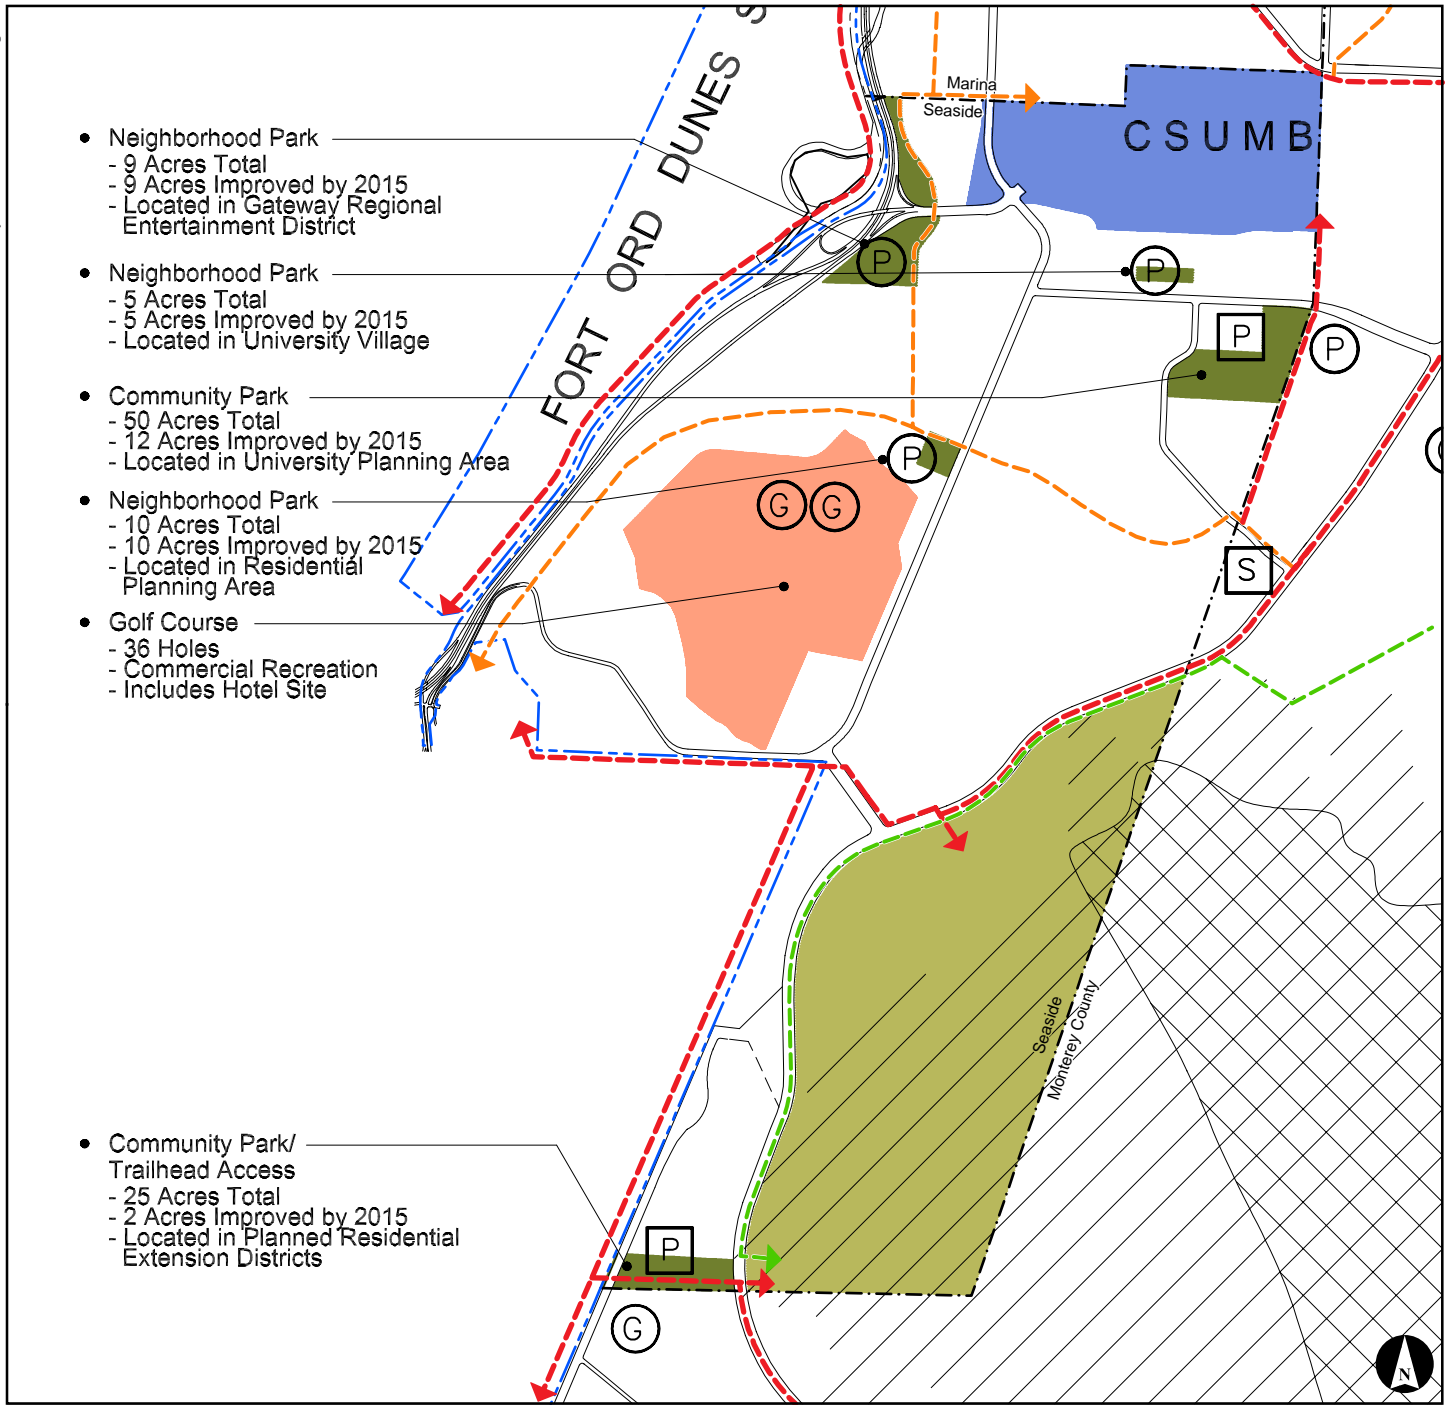 FORT ORD DUNES S
Marina
Seaside
CSUMB
• Neighborhood Park
- 9 Acres Total
- 9 Acres Improved by 2015
- Located in Gateway Regional
Entertainment District
P
• Neighborhood Park
- 5 Acres Total
- 5 Acres Improved by 2015
- Located in University Village
P
P
P
• Community Park
- 50 Acres Total
- 12 Acres Improved by 2015
- Located in University Planning Area
P
• Neighborhood Park
- 10 Acres Total
- 10 Acres Improved by 2015
- Located in Residential
Planning Area
G G
S
• Golf Course
- 36 Holes
- Commercial Recreation
- Includes Hotel Site
Seaside
Monterey County
• Community Park/
Trailhead Access
- 25 Acres Total
- 2 Acres Improved by 2015
- Located in Planned Residential
Extension Districts
P
G
N